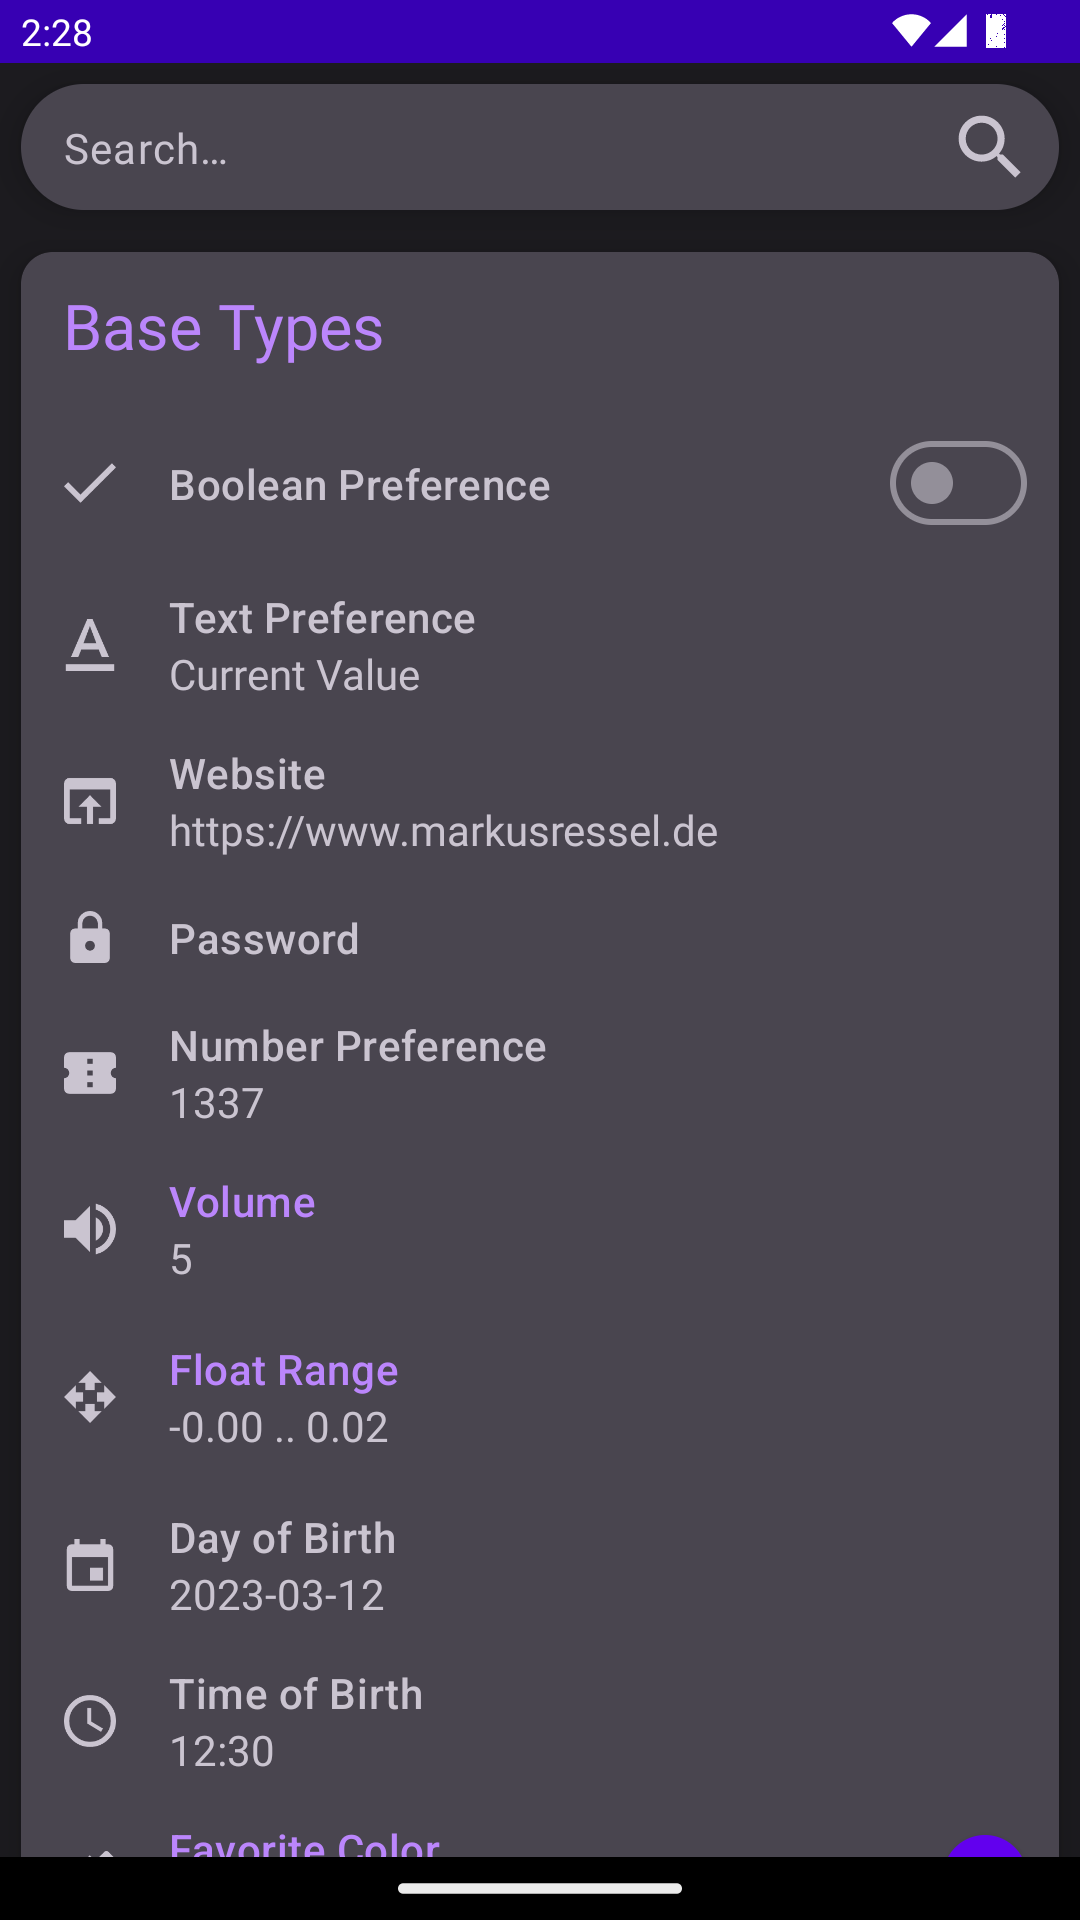 2:28
Search…
Base Types
Boolean Preference
Text Preference
Current Value
Website
https://www.markusressel.de
Password
Number Preference
1337
Volume
5
Float Range
-0.00 .. 0.02
Day of Birth
2023-03-12
Time of Birth
12:30
Favorite Color